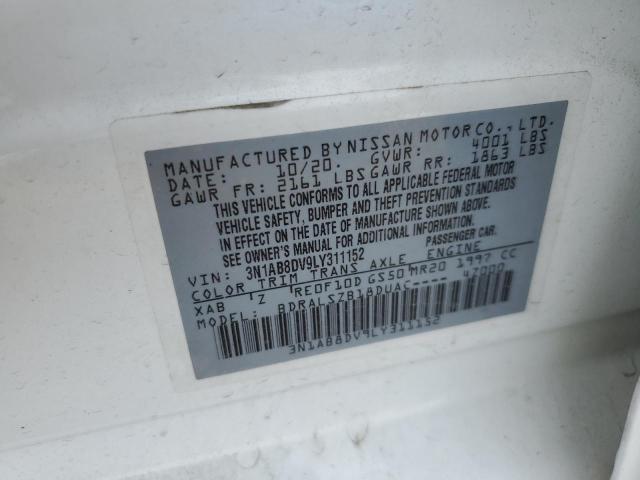 MANUFACTURED BY NISSAN MOTOR CO., LTD.
DATE: 10/20. GVWR: 4001 LBS
GAWR FR: 2161 LBS GAWR RR: 1863 LBS
THIS VEHICLE CONFORMS TO ALL APPLICABLE FEDERAL MOTOR
VEHICLE SAFETY, BUMPER AND THEFT PREVENTION STANDARDS
IN EFFECT ON THE DATE OF MANUFACTURE SHOWN ABOVE.
SEE OWNER'S MANUAL FOR ADDITIONAL INFORMATION.
VIN: 3N1AB8DV9LY311152 PASSENGER CAR.
COLOR TRIM TRANS AXLE ENGINE
XAB 'Z 'RE0F10D GS50 MR20 1997 CC
MODEL: BDRALSZB18DUAC---- 47000
3N1AB8DV9LY311152